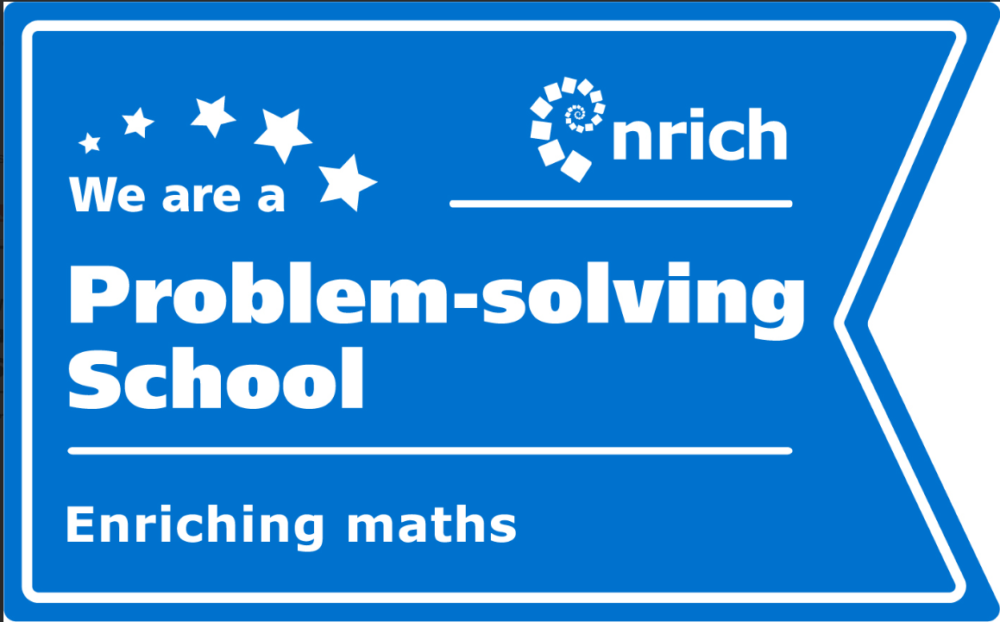 nrich
We are a
Problem-solving
School
Enriching maths